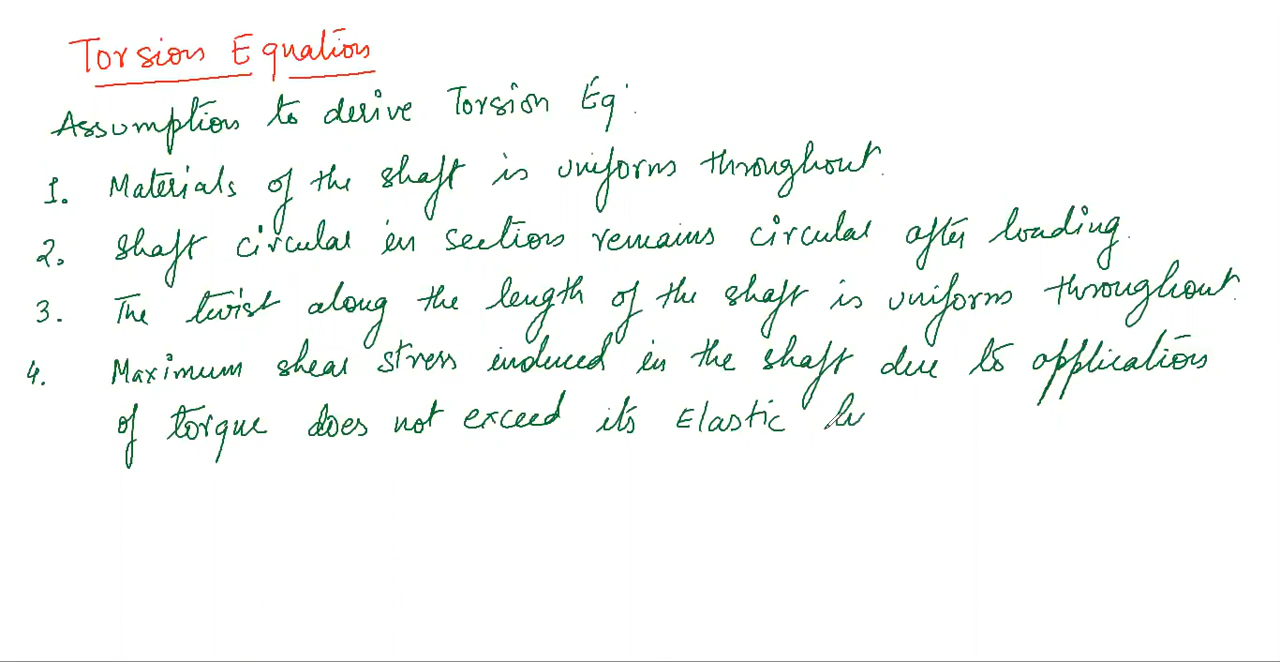 Torsion Equation
Assumption to derive Torsion Eq.
1. Materials of the shaft is uniform throughout.
2. Shaft circular in section remains circular after loading.
3. The twist along the length of the shaft is uniform throughout.
4. Maximum shear stress induced in the shaft due to application
of torque does not exceed its Elastic